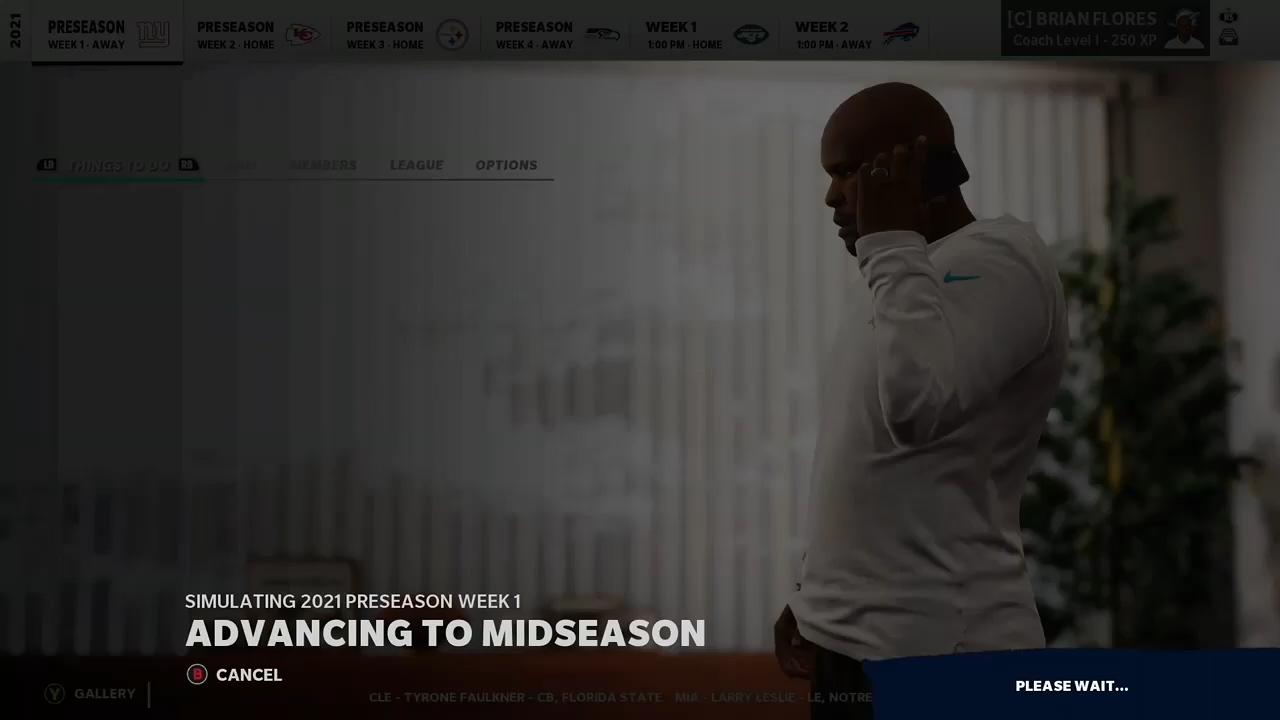 2021
PRESEASON
WEEK 1 · AWAY
PRESEASON
WEEK 2 · HOME
PRESEASON
WEEK 3 · HOME
PRESEASON
WEEK 4 · AWAY
WEEK 1
1:00 PM · HOME
WEEK 2
1:00 PM · AWAY
[C] BRIAN FLORES
Coach Level 1 - 250 XP
LB THINGS TO DO RB MEMBERS LEAGUE OPTIONS
SIMULATING 2021 PRESEASON WEEK 1
ADVANCING TO MIDSEASON
B CANCEL
Y GALLERY
CLE - TYRONE FAULKNER - CB, FLORIDA STATE MIA - LARRY LESLIE - LE, NOTRE
PLEASE WAIT...